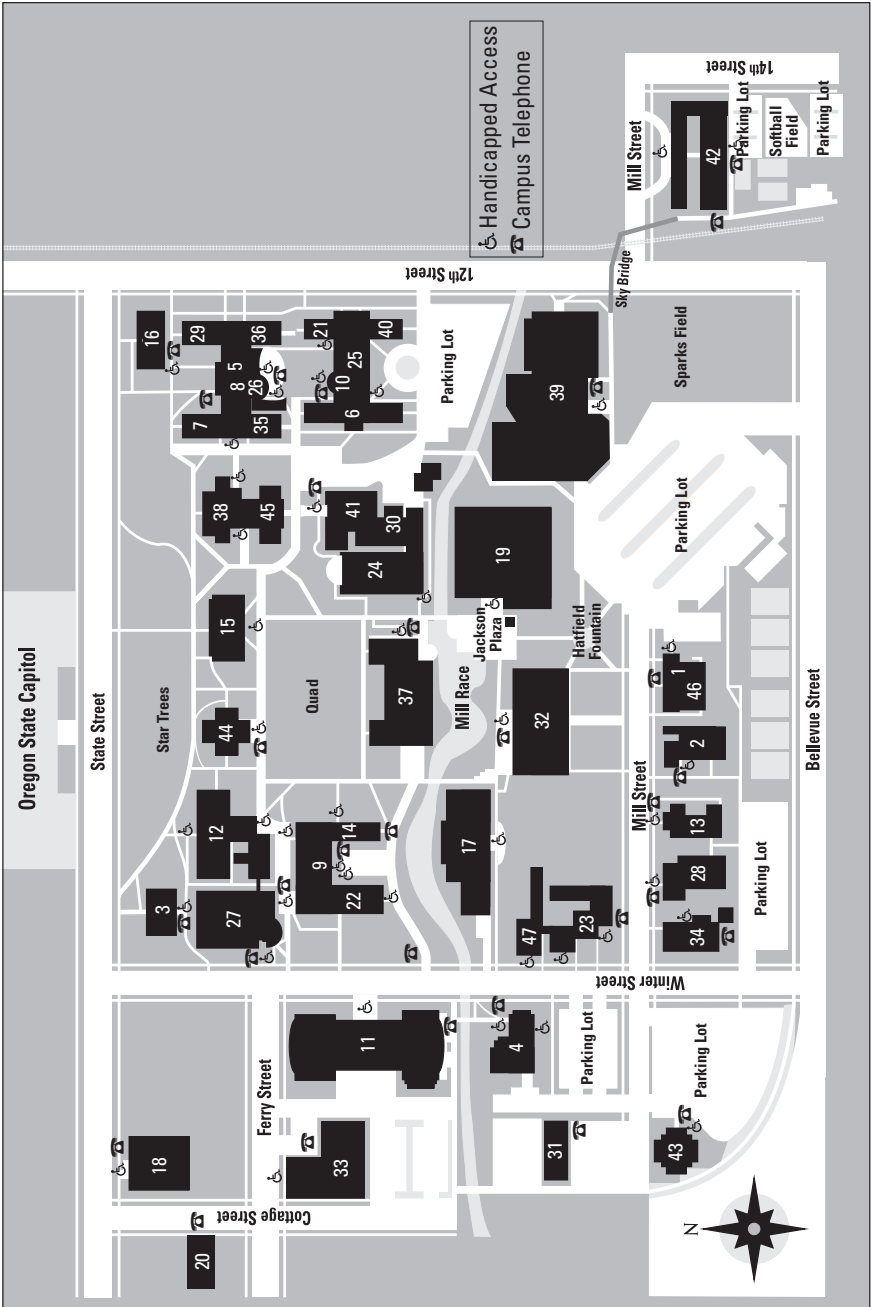 Oregon State Capitol
State Street
Handicapped Access
Campus Telephone
14th Street
Mill Street
Parking Lot
Softball
Field
Parking Lot
42
12th Street
Sky Bridge
16
29
36
5
8
26
7
35
21
40
25
10
6
Parking Lot
39
Sparks Field
38
45
41
30
24
19
Parking Lot
15
Star Trees
44
Quad
37
Mill Race
Jackson
Plaza
Hatfield
Fountain
32
1
46
2
Bellevue Street
Mill Street
12
9
14
22
17
13
28
34
Parking Lot
3
27
47
23
Winter Street
11
4
Parking Lot
Parking Lot
Ferry Street
18
33
31
43
Cottage Street
20
N